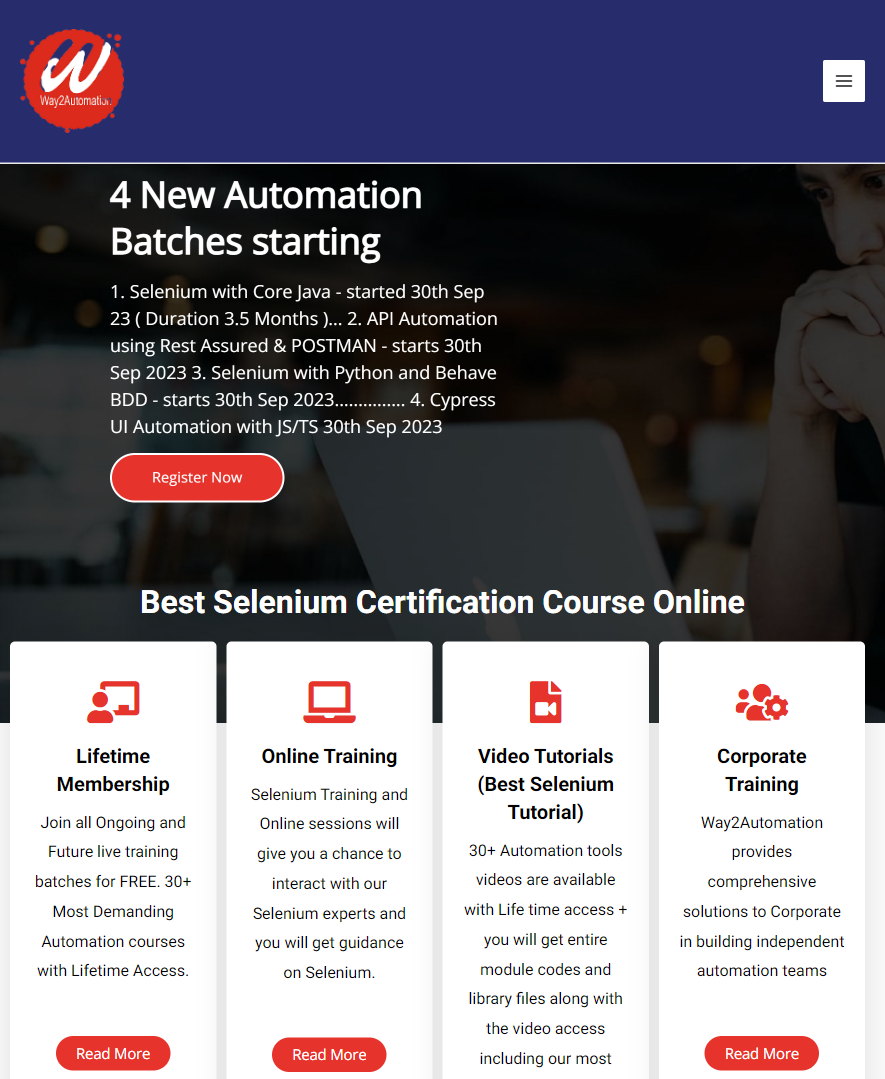 Way2Automation
4 New Automation
Batches starting
1. Selenium with Core Java - started 30th Sep
23 ( Duration 3.5 Months )... 2. API Automation
using Rest Assured & POSTMAN - starts 30th
Sep 2023 3. Selenium with Python and Behave
BDD - starts 30th Sep 2023............... 4. Cypress
UI Automation with JS/TS 30th Sep 2023
Register Now
Best Selenium Certification Course Online
Lifetime
Membership
Join all Ongoing and
Future live training
batches for FREE. 30+
Most Demanding
Automation courses
with Lifetime Access.
Read More
Online Training
Selenium Training and
Online sessions will
give you a chance to
interact with our
Selenium experts and
you will get guidance
on Selenium.
Read More
Video Tutorials
(Best Selenium
Tutorial)
30+ Automation tools
videos are available
with Life time access +
you will get entire
module codes and
library files along with
the video access
including our most
Corporate
Training
Way2Automation
provides
comprehensive
solutions to Corporate
in building independent
automation teams
Read More